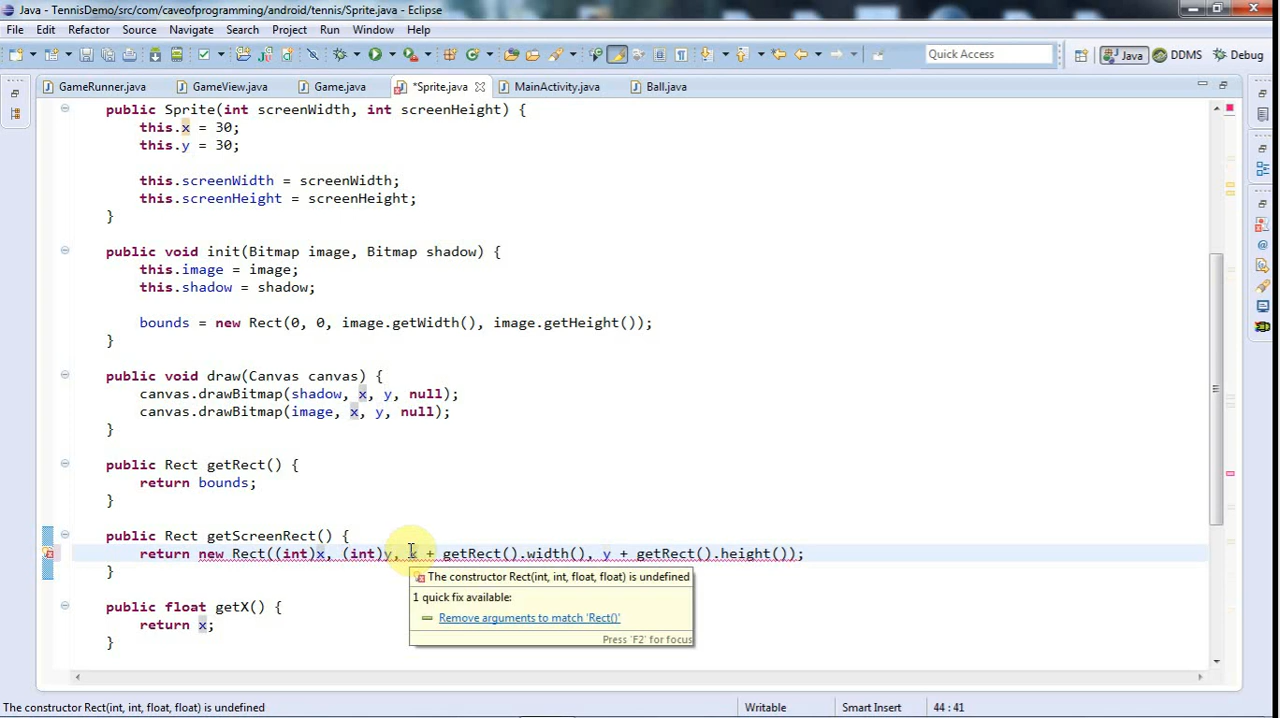 Java - TennisDemo/src/com/caveofprogramming/android/tennis/Sprite.java - Eclipse
File Edit Refactor Source Navigate Search Project Run Window Help
Quick Access Java DDMS Debug
GameRunner.java GameView.java Game.java *Sprite.java MainActivity.java Ball.java
public Sprite(int screenWidth, int screenHeight) {
this.x = 30;
this.y = 30;
this.screenWidth = screenWidth;
this.screenHeight = screenHeight;
}
public void init(Bitmap image, Bitmap shadow) {
this.image = image;
this.shadow = shadow;
bounds = new Rect(0, 0, image.getWidth(), image.getHeight());
}
public void draw(Canvas canvas) {
canvas.drawBitmap(shadow, x, y, null);
canvas.drawBitmap(image, x, y, null);
}
public Rect getRect() {
return bounds;
}
public Rect getScreenRect() {
return new Rect((int)x, (int)y, x + getRect().width(), y + getRect().height());
}
The constructor Rect(int, int, float, float) is undefined
1 quick fix available:
Remove arguments to match 'Rect()'
Press 'F2' for focus
public float getX() {
return x;
}
The constructor Rect(int, int, float, float) is undefined Writable Smart Insert 44 : 41